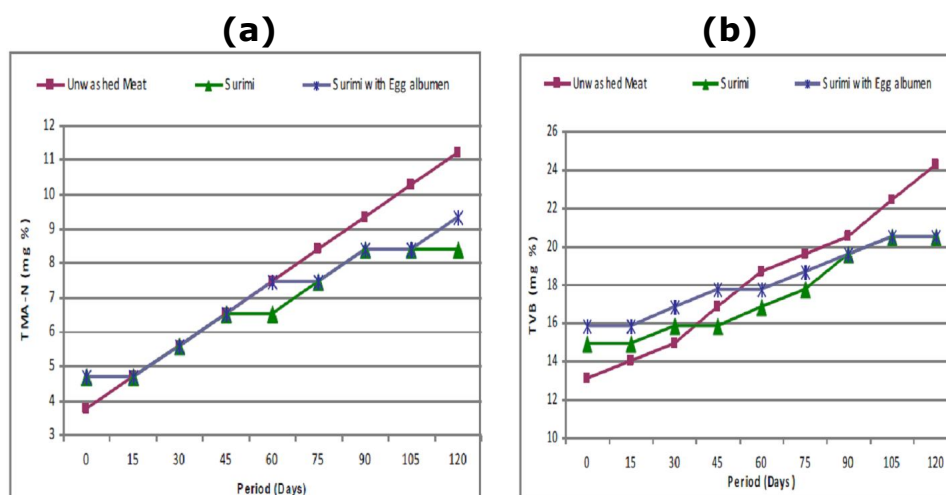 (a)
(b)
Unwashed Meat Surimi Surimi with Egg albumen
12
11
10
9
8
7
6
5
4
3
TMA-N (mg %)
0 15 30 45 60 75 90 105 120
Period (Days)
Unwashed Meat Surimi Surimi with Egg albumen
26
24
22
20
18
16
14
12
10
TVB (mg %)
0 15 30 45 60 75 90 105 120
Period (Days)